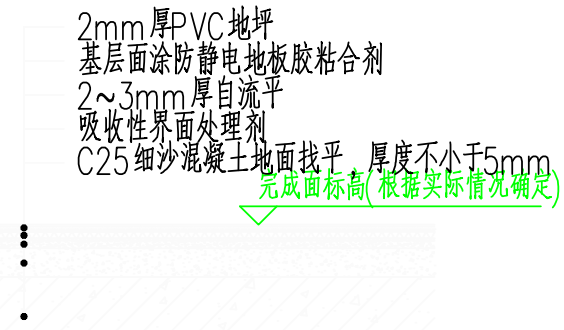 2mm厚PVC地坪
基层面涂防静电地板胶粘合剂
2~3mm厚自流平
吸收性界面处理剂
C25细沙混凝土地面找平，厚度不小于5mm
完成面标高(根据实际情况确定)